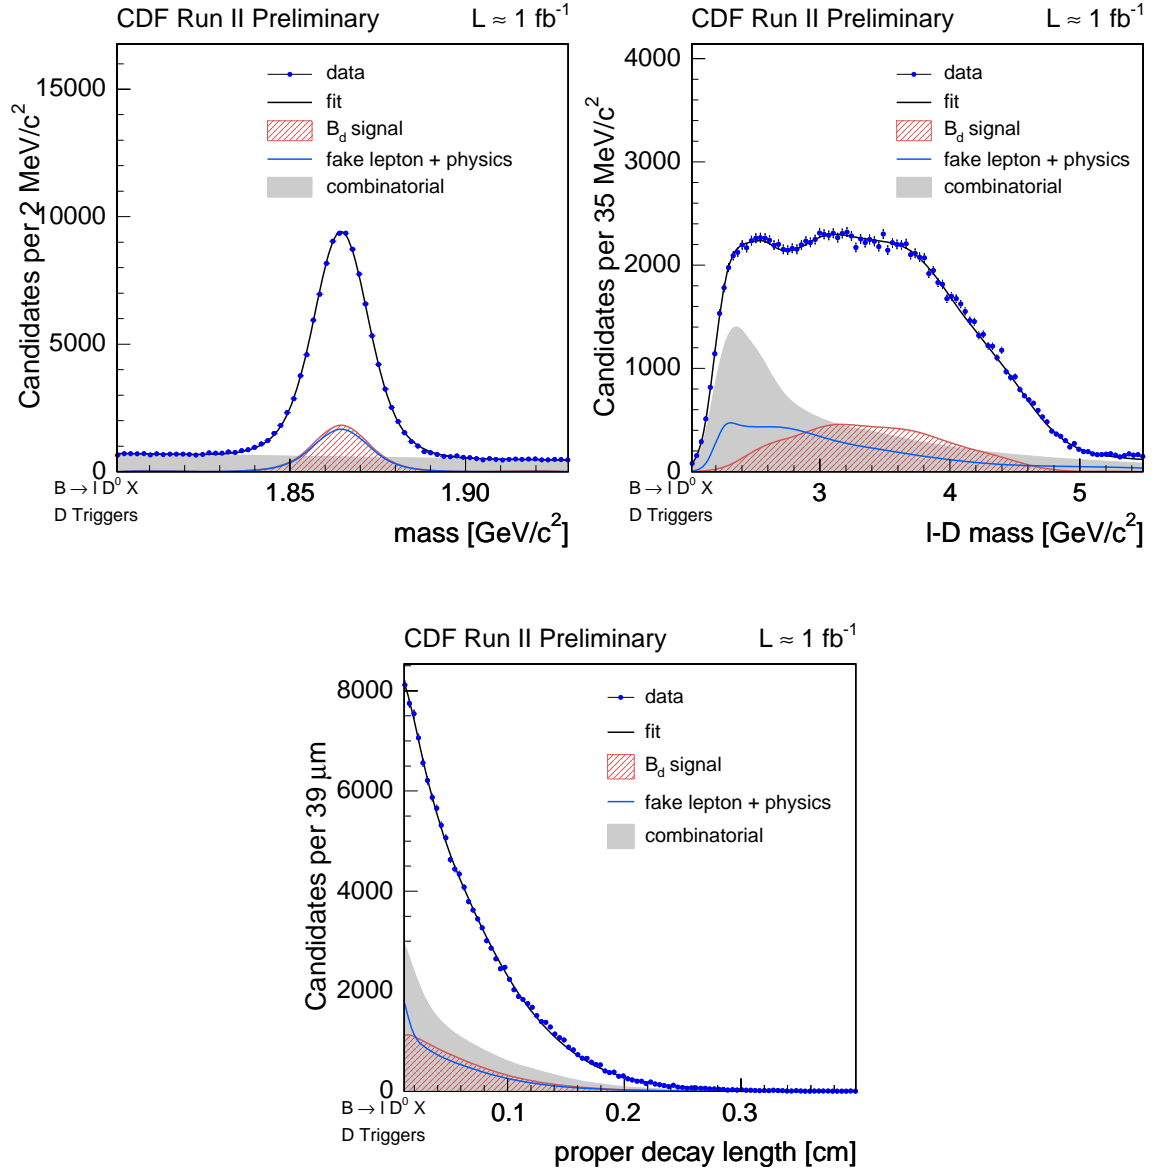 CDF Run II Preliminary L ≈ 1 fb⁻¹
Candidates per 2 MeV/c²
15000
10000
5000
0
data
fit
B_d signal
fake lepton + physics
combinatorial
1.85 1.90
B → l D⁰ X
D Triggers
mass [GeV/c²]
CDF Run II Preliminary L ≈ 1 fb⁻¹
Candidates per 35 MeV/c²
4000
3000
2000
1000
0
data
fit
B_d signal
fake lepton + physics
combinatorial
3 4 5
B → l D⁰ X
D Triggers
l-D mass [GeV/c²]
CDF Run II Preliminary L ≈ 1 fb⁻¹
Candidates per 39 μm
8000
6000
4000
2000
0
data
fit
B_d signal
fake lepton + physics
combinatorial
0.1 0.2 0.3
B → l D⁰ X
D Triggers
proper decay length [cm]